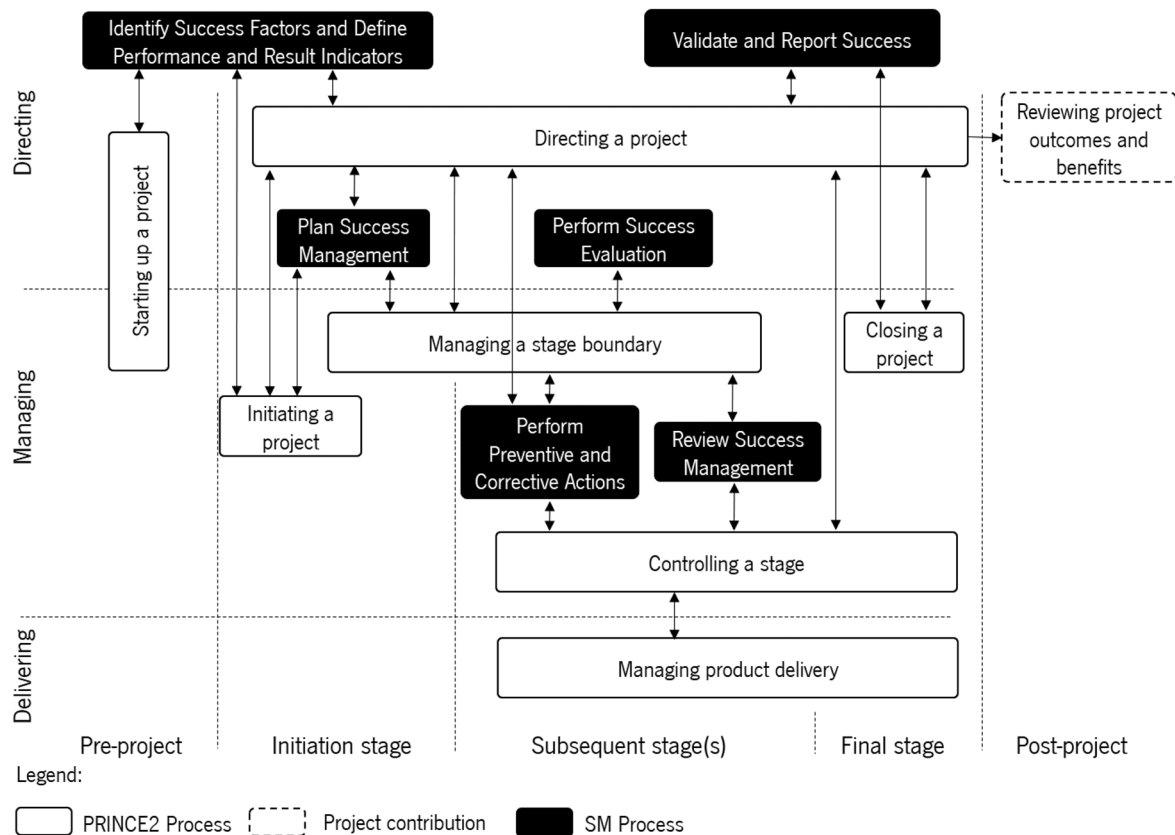 Identify Success Factors and Define
Performance and Result Indicators
Validate and Report Success
Directing
Directing a project
Reviewing project
outcomes and
benefits
Starting up a project
Plan Success
Management
Perform Success
Evaluation
Managing
Managing a stage boundary
Closing a
project
Initiating a
project
Perform
Preventive and
Corrective Actions
Review Success
Management
Controlling a stage
Delivering
Managing product delivery
Pre-project
Initiation stage
Subsequent stage(s)
Final stage
Post-project
Legend:
PRINCE2 Process
Project contribution
SM Process